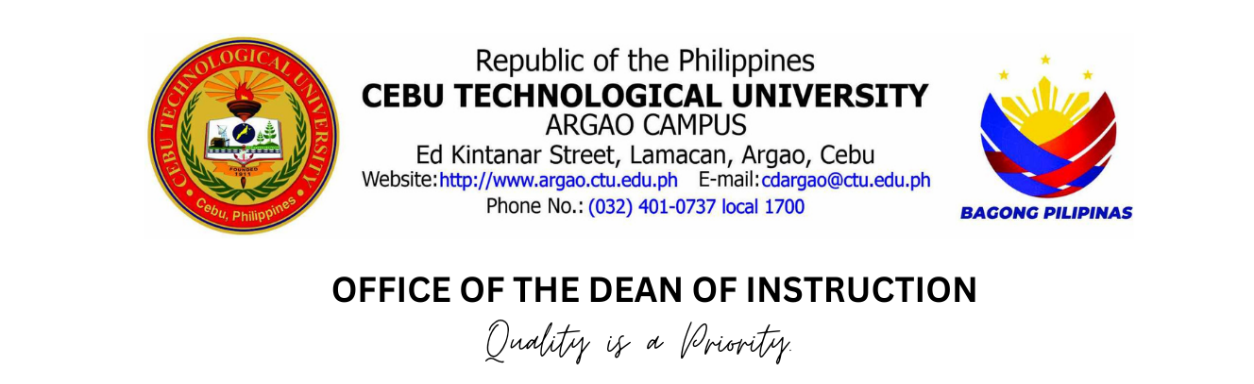 CEBU TECHNOLOGICAL UNIVERSITY
Cebu, Philippines
FOUNDED
1911
Republic of the Philippines
CEBU TECHNOLOGICAL UNIVERSITY
ARGAO CAMPUS
Ed Kintanar Street, Lamacan, Argao, Cebu
Website:http://www.argao.ctu.edu.ph E-mail:cdargao@ctu.edu.ph
Phone No.: (032) 401-0737 local 1700
BAGONG PILIPINAS
OFFICE OF THE DEAN OF INSTRUCTION
Quality is a Priority.